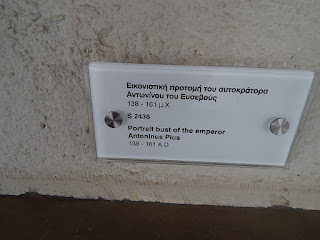 Εικονιστική προτομή του αυτοκράτορα
Αντωνίνου του Ευσεβούς
138 - 161 μ.Χ.
S 2436
Portrait bust of the emperor
Antoninus Pius
138 - 161 A.D.